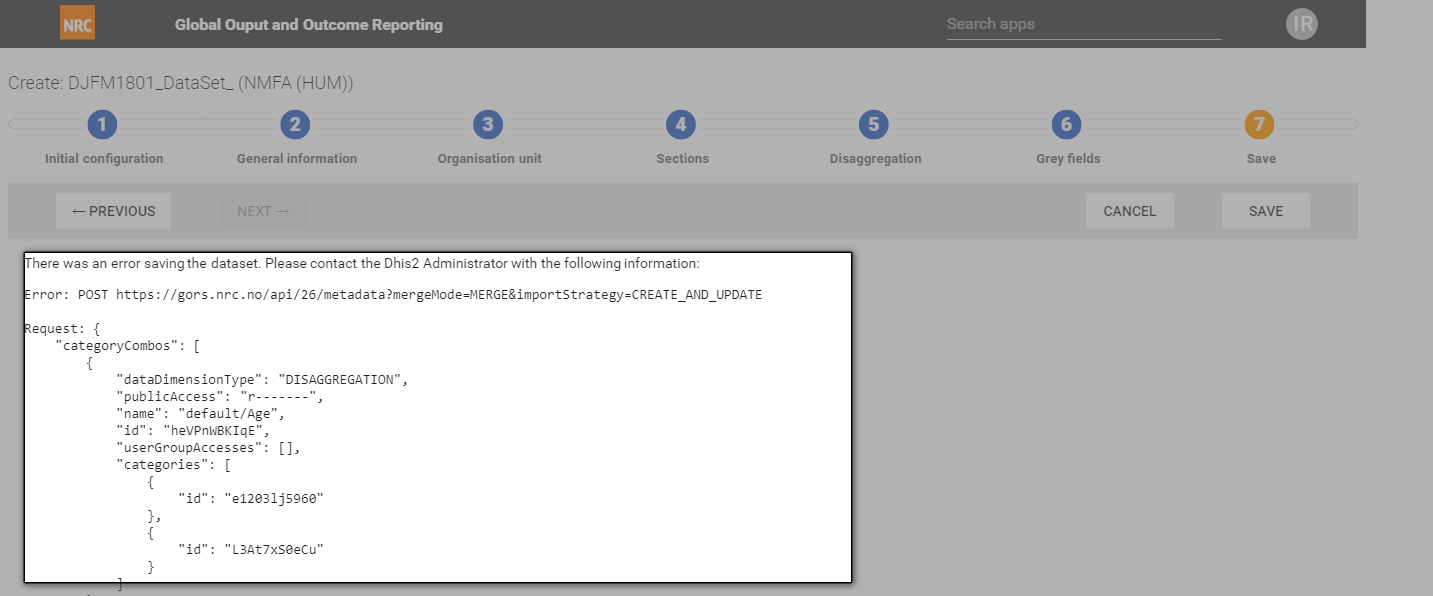 NRC
Global Ouput and Outcome Reporting
Search apps
IR
Create: DJFM1801_DataSet_ (NMFA (HUM))
1 2 3 4 5 6 7
Initial configuration General information Organisation unit Sections Disaggregation Grey fields Save
← PREVIOUS NEXT → CANCEL SAVE
There was an error saving the dataset. Please contact the Dhis2 Administrator with the following information:
Error: POST https://gors.nrc.no/api/26/metadata?mergeMode=MERGE&importStrategy=CREATE_AND_UPDATE
Request: {
"categoryCombos": [
{
"dataDimensionType": "DISAGGREGATION",
"publicAccess": "r-------",
"name": "default/Age",
"id": "heVPnWBKIqE",
"userGroupAccesses": [],
"categories": [
{
"id": "e1203lj5960"
},
{
"id": "L3At7xS0eCu"
}
]